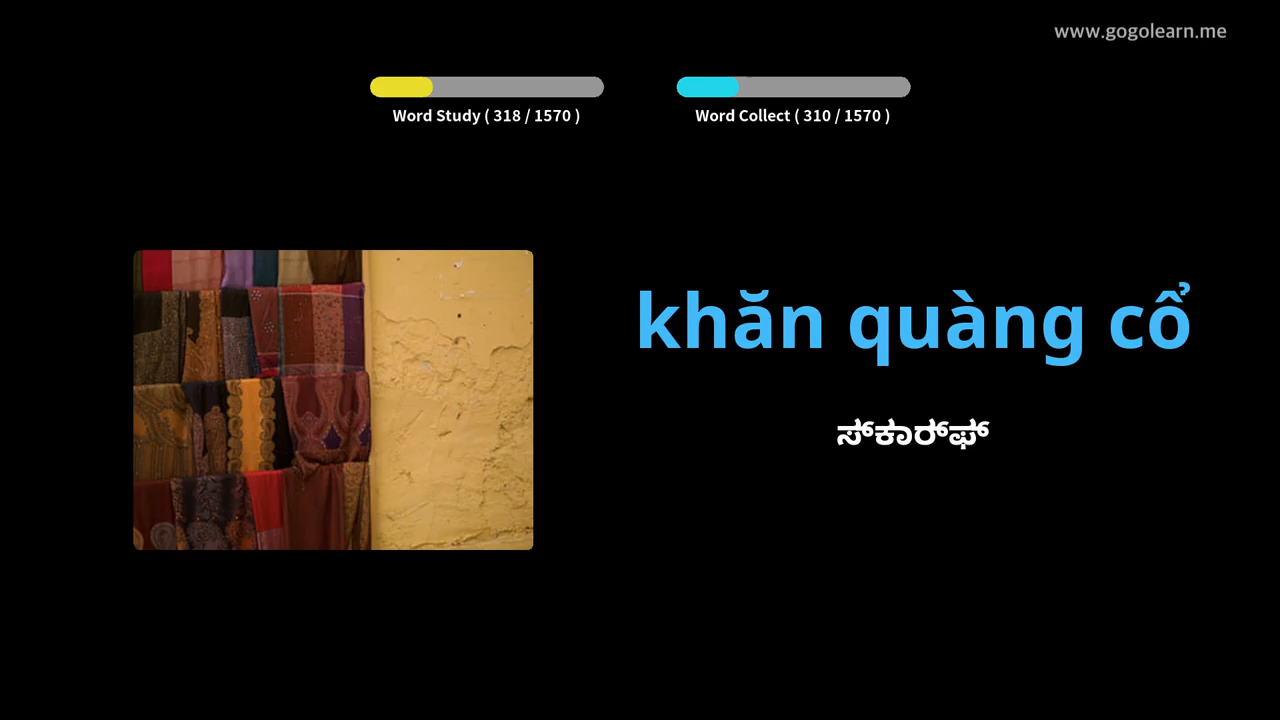 www.gogolearn.me
Word Study ( 318 / 1570 )
Word Collect ( 310 / 1570 )
khăn quàng cổ
ಸ್‌ಕಾರ್‌ಫ್